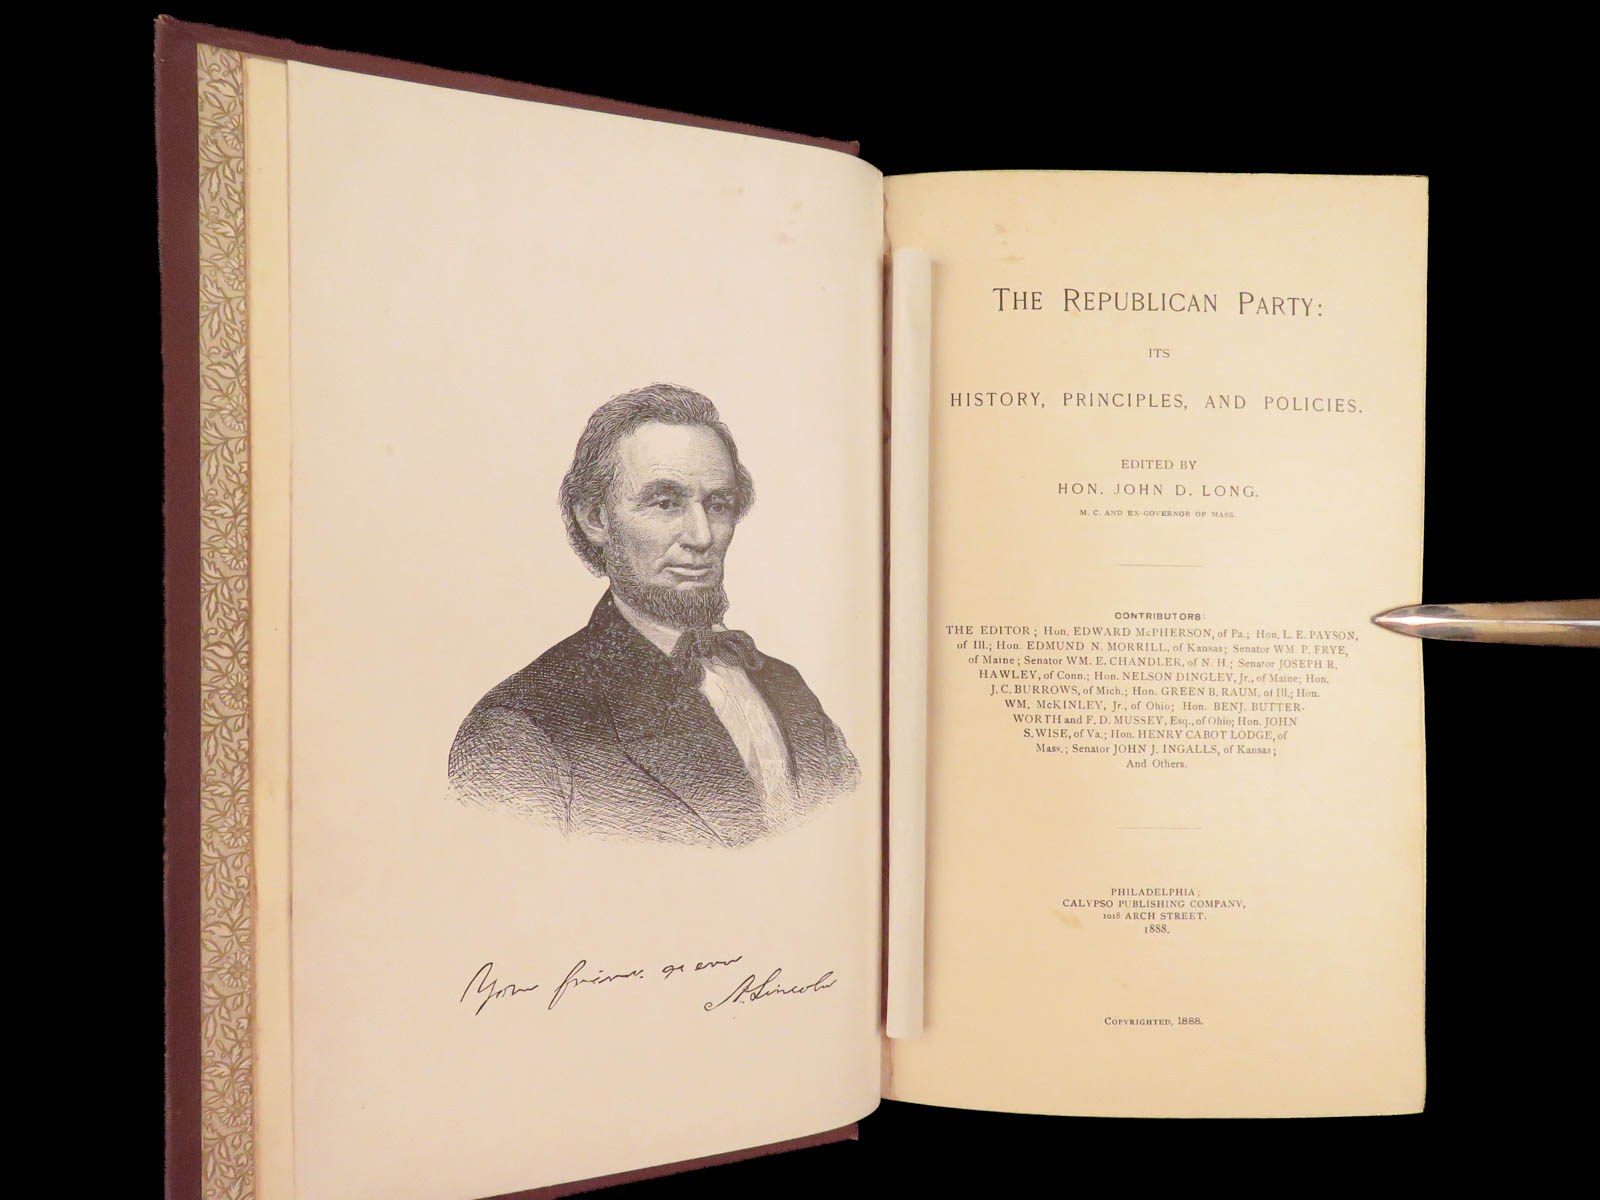 Your friend as ever
A. Lincoln
THE REPUBLICAN PARTY:
ITS
HISTORY, PRINCIPLES, AND POLICIES.
EDITED BY
HON. JOHN D. LONG.
M. C. AND EX-GOVERNOR OF MASS.
CONTRIBUTORS:
THE EDITOR; Hon. EDWARD McPHERSON, of Pa.; Hon. L. E. PAYSON,
of Ill.; Hon. EDMUND N. MORRILL, of Kansas; Senator WM P. FRYE,
of Maine; Senator WM. E. CHANDLER, of N. H.; Senator JOSEPH R.
HAWLEY, of Conn.; Hon. NELSON DINGLEY, Jr., of Maine; Hon.
J. C. BURROWS, of Mich.; Hon. GREEN B. RAUM, of Ill.; Hon.
WM. McKINLEY, Jr., of Ohio; Hon. BENJ. BUTTER-
WORTH and F. D. MUSSEY, Esq., of Ohio; Hon. JOHN
S. WISE, of Va.; Hon. HENRY CABOT LODGE, of
Mass.; Senator JOHN J. INGALLS, of Kansas;
And Others.
PHILADELPHIA:
CALYPSO PUBLISHING COMPANY,
1018 ARCH STREET.
1888.
COPYRIGHTED, 1888.